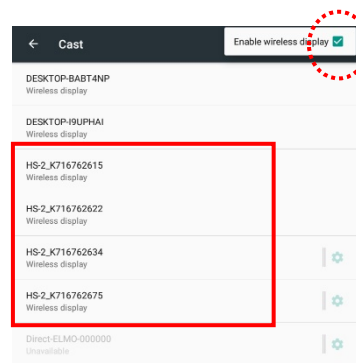 Cast
Enable wireless display
DESKTOP-BABT4NP
Wireless display
DESKTOP-I9UPHAI
Wireless display
HS-2_K716762615
Wireless display
HS-2_K716762622
Wireless display
HS-2_K716762634
Wireless display
HS-2_K716762675
Wireless display
Direct-ELMO-000000
Unavailable